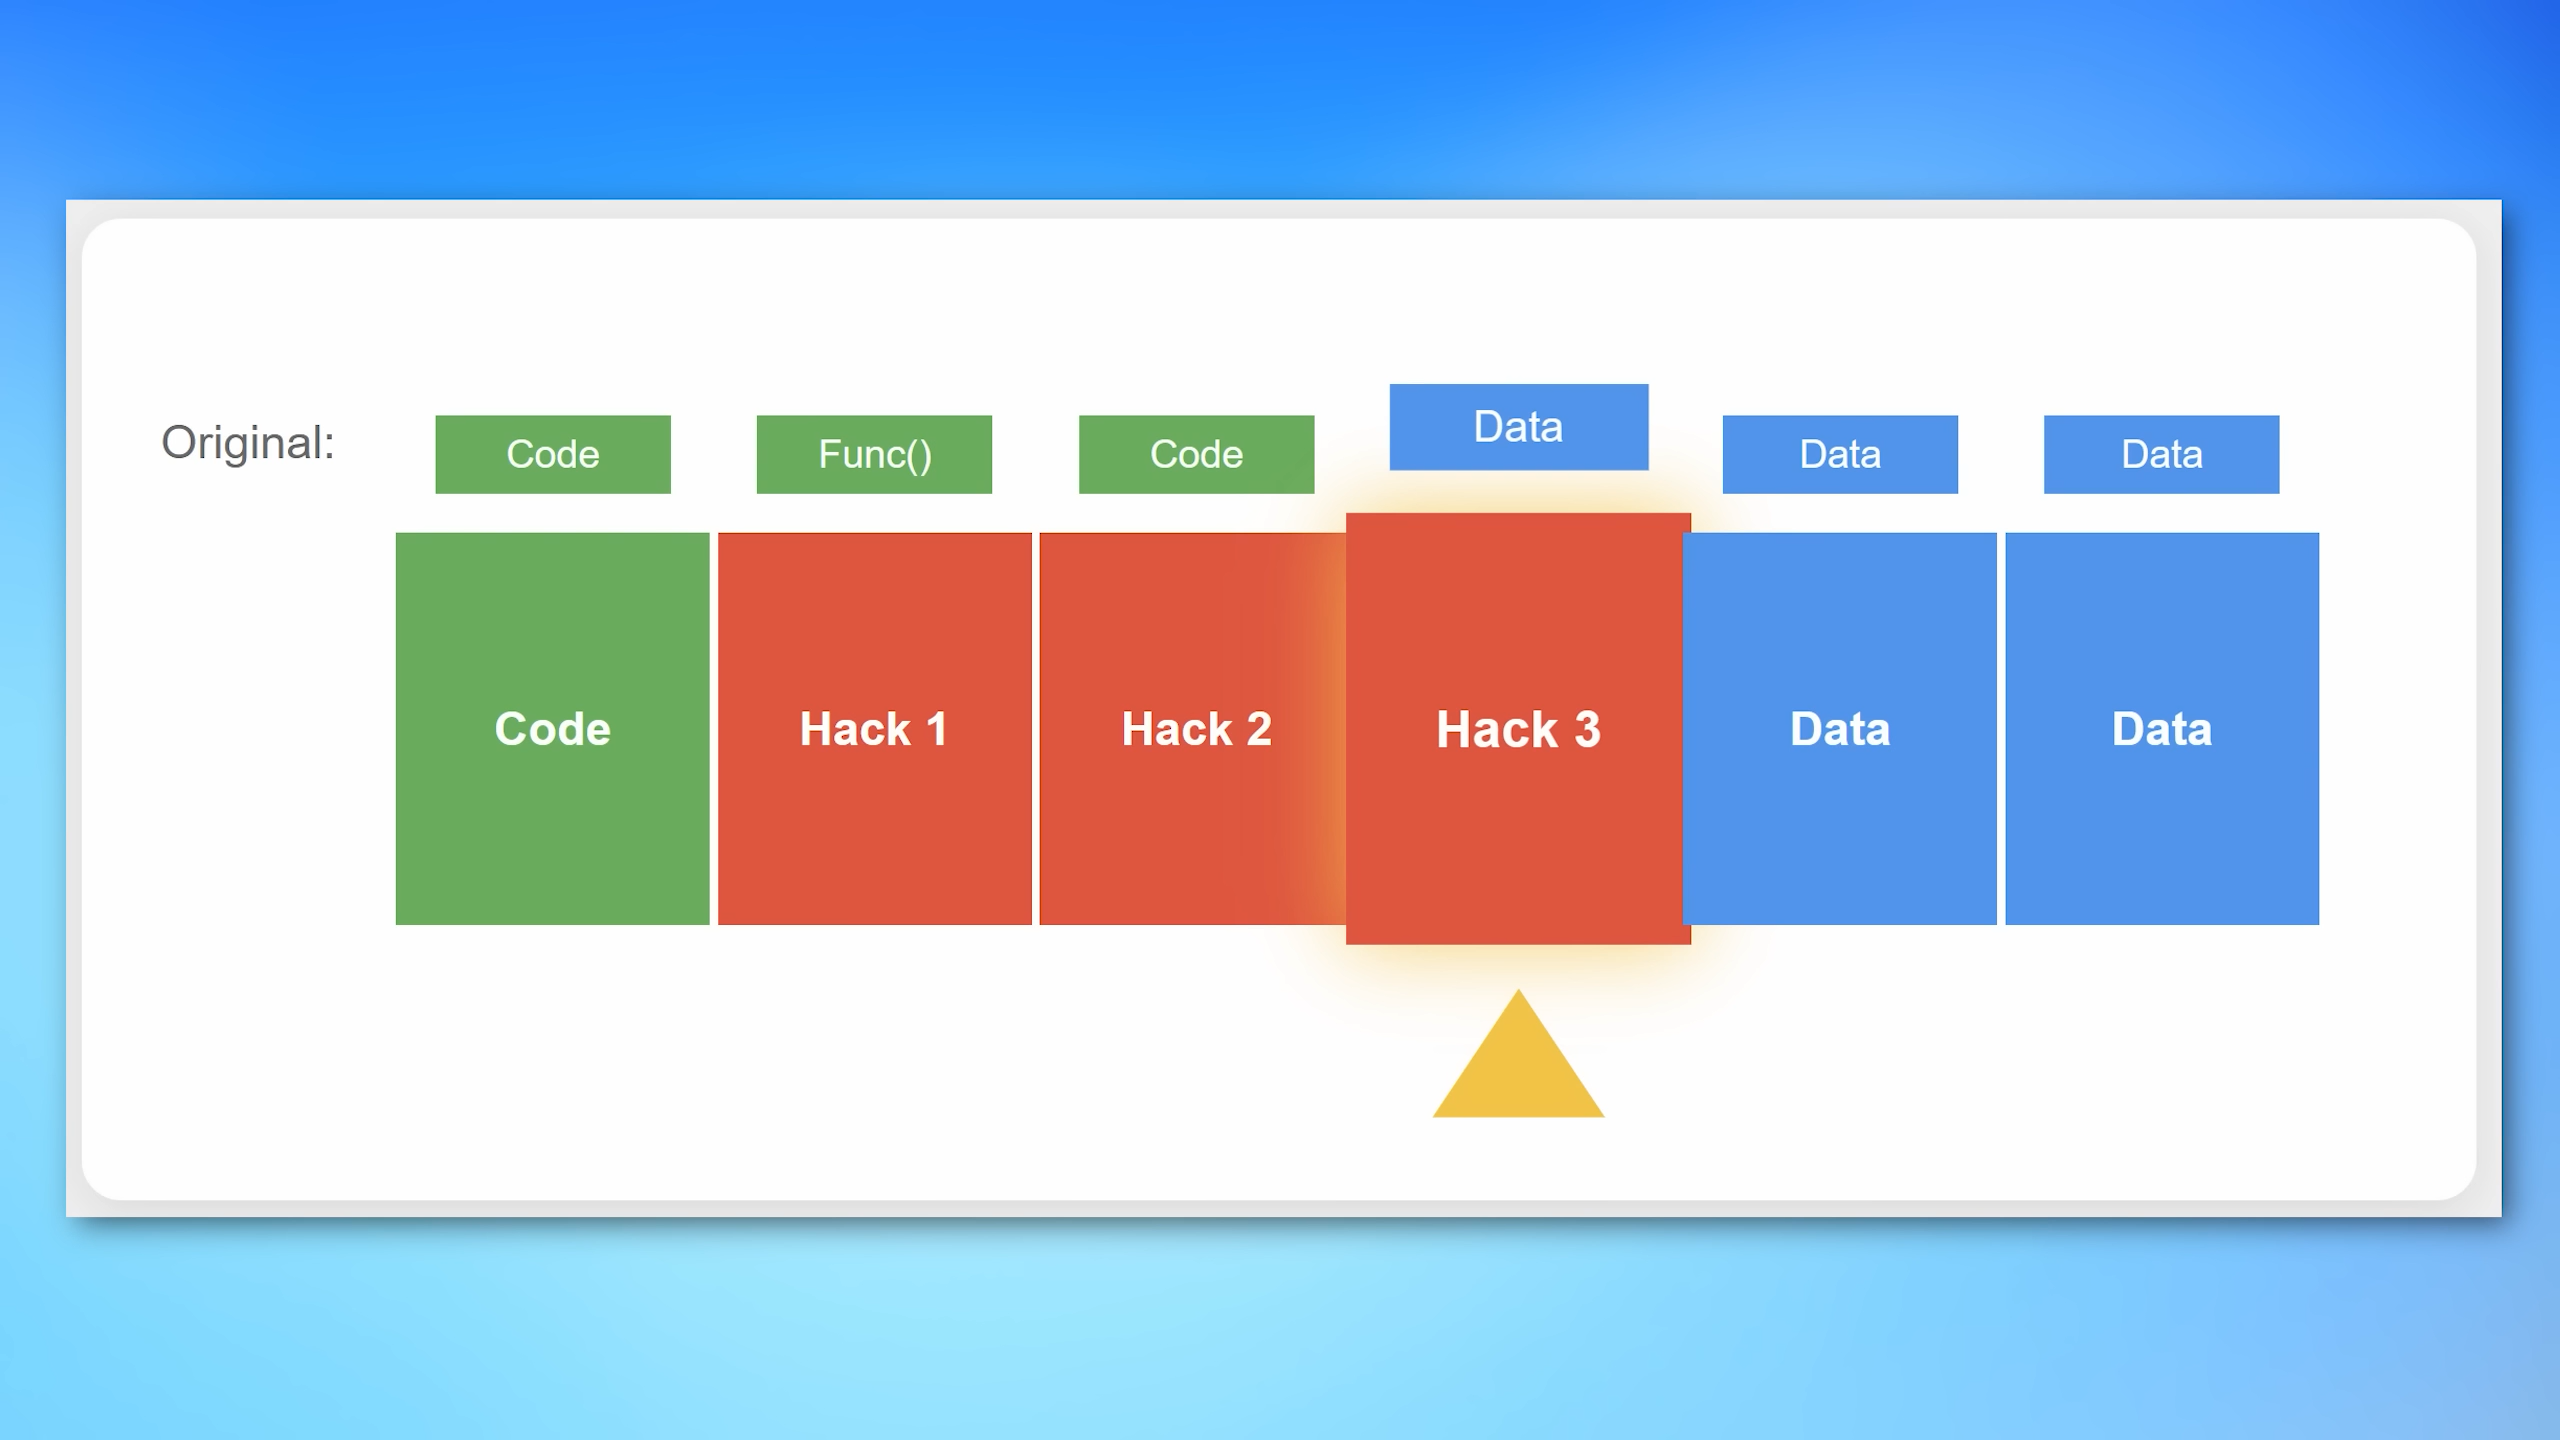 Original: Code Func() Code Data Data Data
Code Hack 1 Hack 2 Hack 3 Data Data